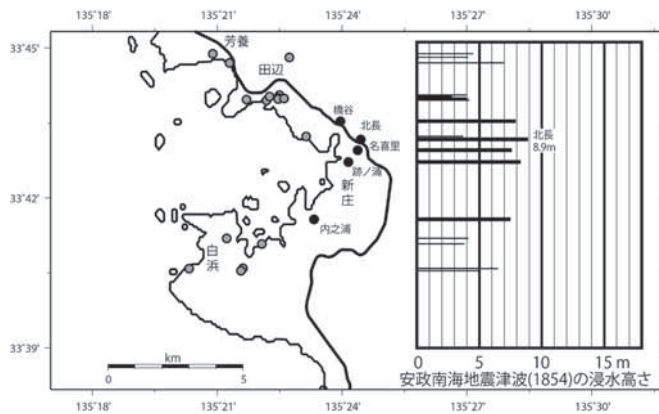 135˚18' 135˚21' 135˚24' 135˚27' 135˚30'
33˚45'
芳養
田辺
橋谷
北長
名喜里
北長
8.9m
跡ノ浦
33˚42'
新庄
内之浦
白浜
33˚39'
km
0 5
0 5 10 15 m
安政南海地震津波(1854)の浸水高さ
135˚18' 135˚21' 135˚24' 135˚27' 135˚30'